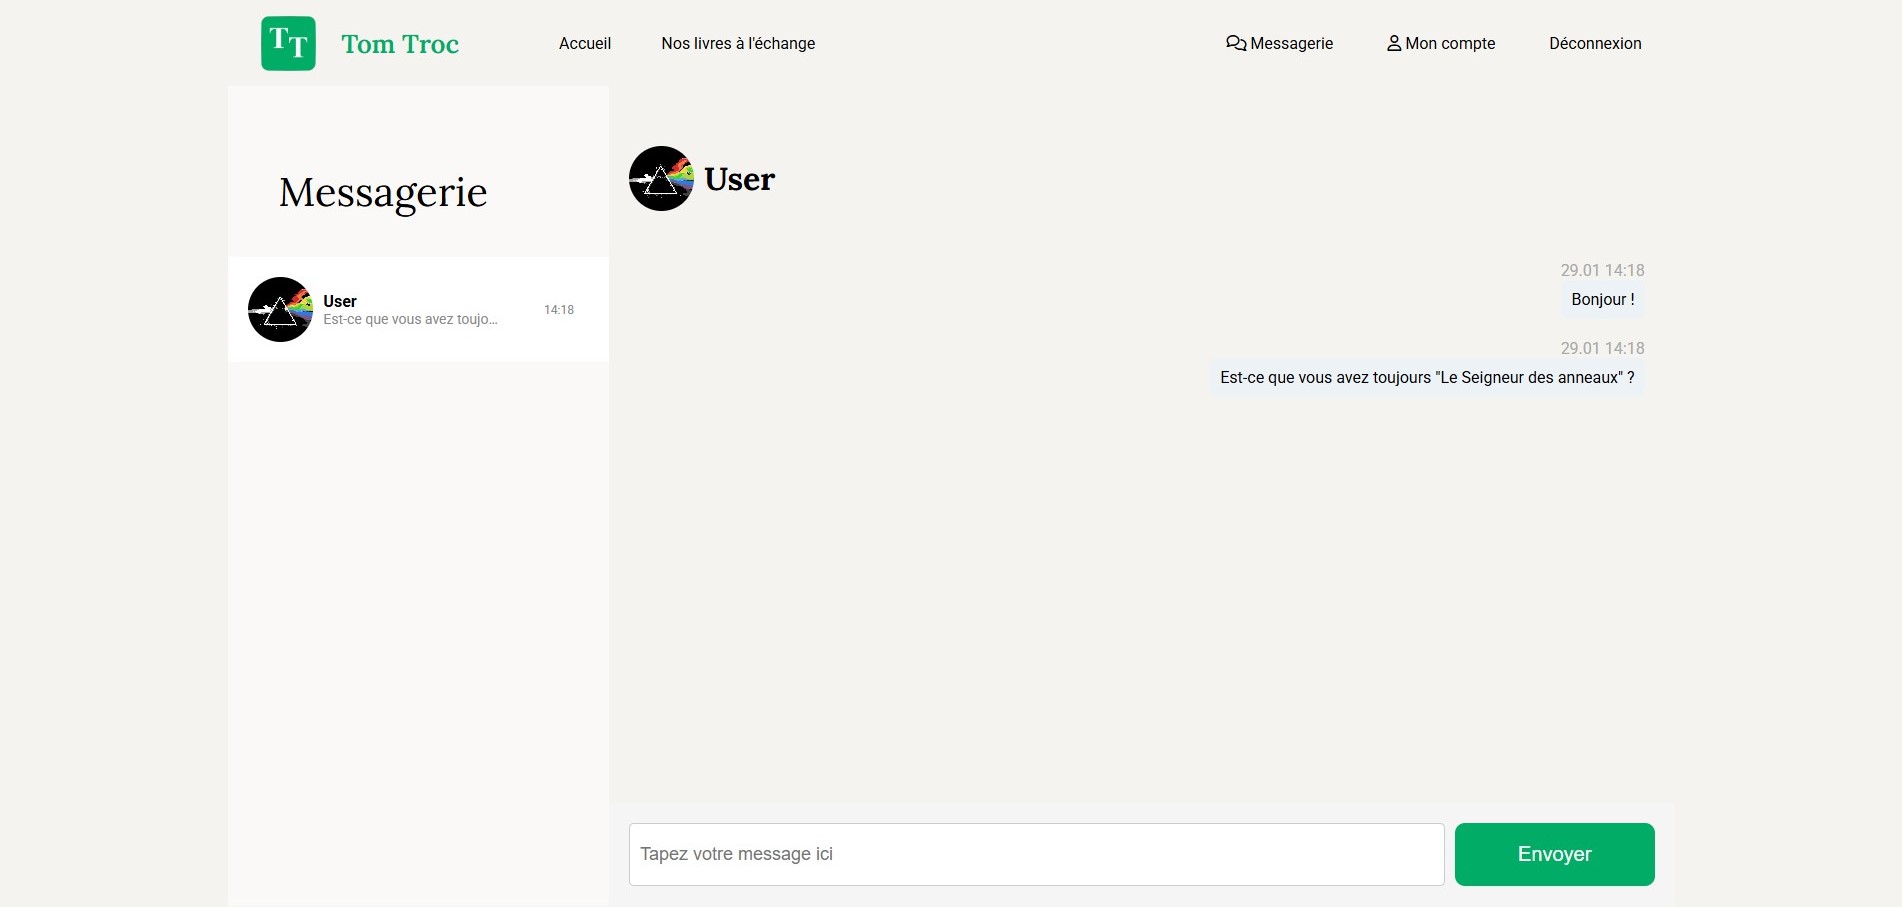 TT Tom Troc Accueil Nos livres à l'échange Messagerie Mon compte Déconnexion
Messagerie
User
Est-ce que vous avez toujo...
14:18
User
29.01 14:18
Bonjour !
29.01 14:18
Est-ce que vous avez toujours "Le Seigneur des anneaux" ?
Tapez votre message ici
Envoyer